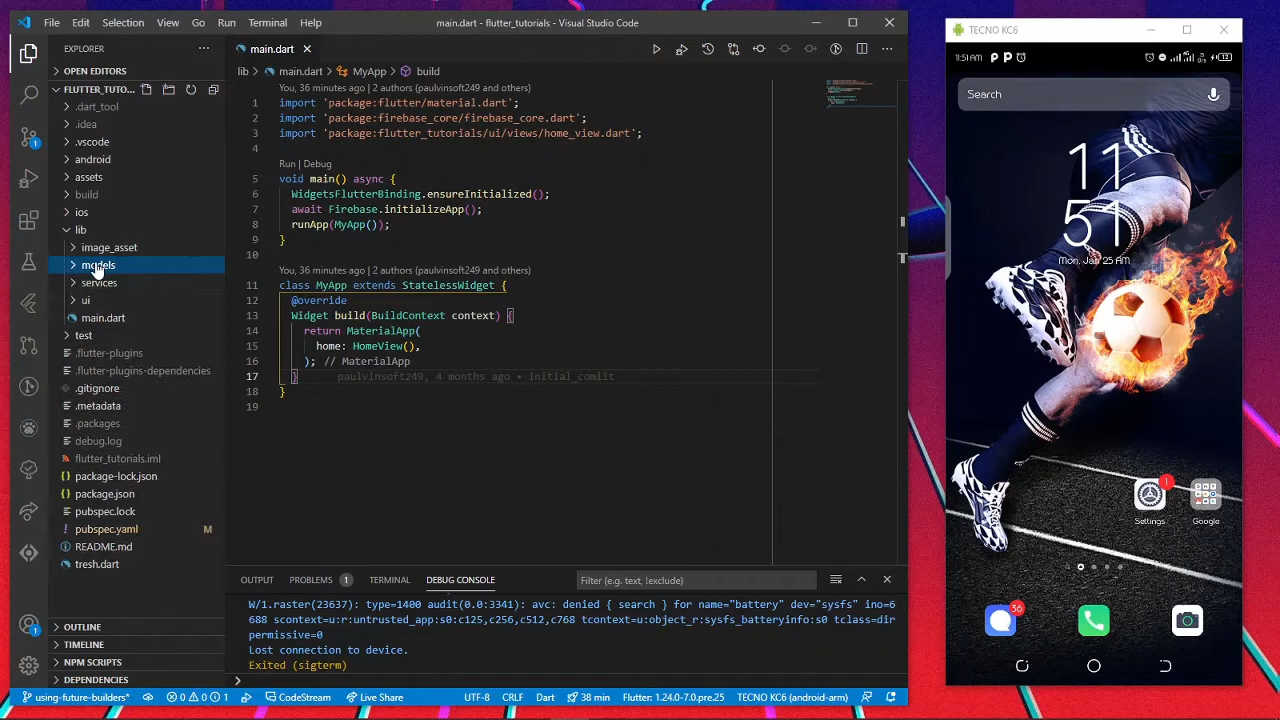 File Edit Selection View Go Run Terminal Help
main.dart - flutter_tutorials - Visual Studio Code
EXPLORER
OPEN EDITORS
FLUTTER_TUTO...
.dart_tool
.idea
.vscode
android
assets
build
ios
lib
image_asset
models
services
ui
main.dart
test
.flutter-plugins
.flutter-plugins-dependencies
.gitignore
.metadata
.packages
debug.log
flutter_tutorials.iml
package-lock.json
package.json
pubspec.lock
pubspec.yaml M
README.md
tresh.dart
OUTLINE
TIMELINE
NPM SCRIPTS
DEPENDENCIES
1
1
main.dart
lib > main.dart > MyApp > build
You, 36 minutes ago | 2 authors (paulvinsoft249 and others)
1 import 'package:flutter/material.dart';
2 import 'package:firebase_core/firebase_core.dart';
3 import 'package:flutter_tutorials/ui/views/home_view.dart';
4
Run | Debug
5 void main() async {
6 WidgetsFlutterBinding.ensureInitialized();
7 await Firebase.initializeApp();
8 runApp(MyApp());
9 }
10
You, 36 minutes ago | 2 authors (paulvinsoft249 and others)
11 class MyApp extends StatelessWidget {
12 @override
13 Widget build(BuildContext context) {
14 return MaterialApp(
15 home: HomeView(),
16 ); // MaterialApp
17 } paulvinsoft249, 4 months ago • initial_comiit
18 }
19
OUTPUT PROBLEMS 1 TERMINAL DEBUG CONSOLE
Filter (e.g. text, !exclude)
W/1.raster(23637): type=1400 audit(0.0:3341): avc: denied { search } for name="battery" dev="sysfs" ino=6
688 scontext=u:r:untrusted_app:s0:c125,c256,c512,c768 tcontext=u:object_r:sysfs_batteryinfo:s0 tclass=dir
permissive=0
Lost connection to device.
Exited (sigterm)
using-future-builders* 0 0 1 CodeStream Live Share UTF-8 CRLF Dart 38 min Flutter: 1.24.0-7.0.pre.25 TECNO KC6 (android-arm)
TECNO KC6
11:51 AM
Search
11
51
Mon, Jan 25 AM
1
Settings
Google
36